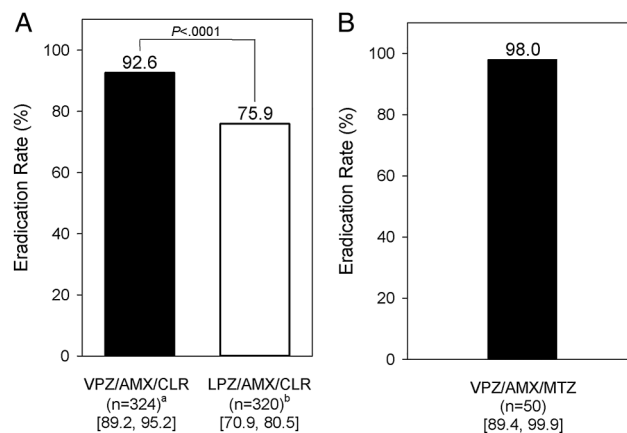 A
Eradication Rate (%)
100
80
60
40
20
0
P<.0001
92.6
75.9
VPZ/AMX/CLR
(n=324)ᵃ
[89.2, 95.2]
LPZ/AMX/CLR
(n=320)ᵇ
[70.9, 80.5]
B
Eradication Rate (%)
100
80
60
40
20
0
98.0
VPZ/AMX/MTZ
(n=50)
[89.4, 99.9]